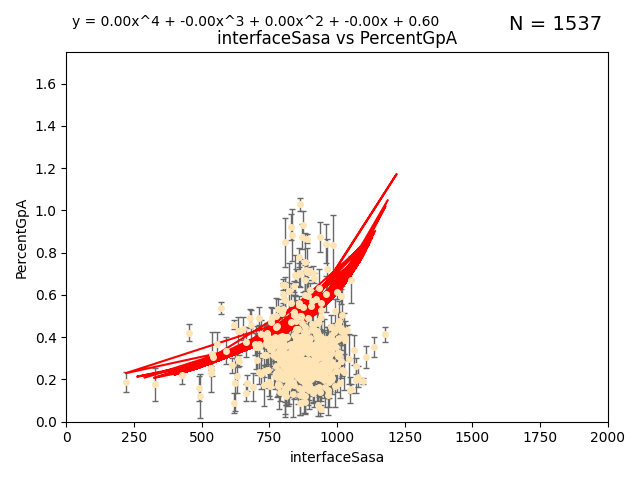 y = 0.00x^4 + -0.00x^3 + 0.00x^2 + -0.00x + 0.60
N = 1537
interfaceSasa vs PercentGpA
PercentGpA
1.6
1.4
1.2
1.0
0.8
0.6
0.4
0.2
0.0
0 250 500 750 1000 1250 1500 1750 2000
interfaceSasa